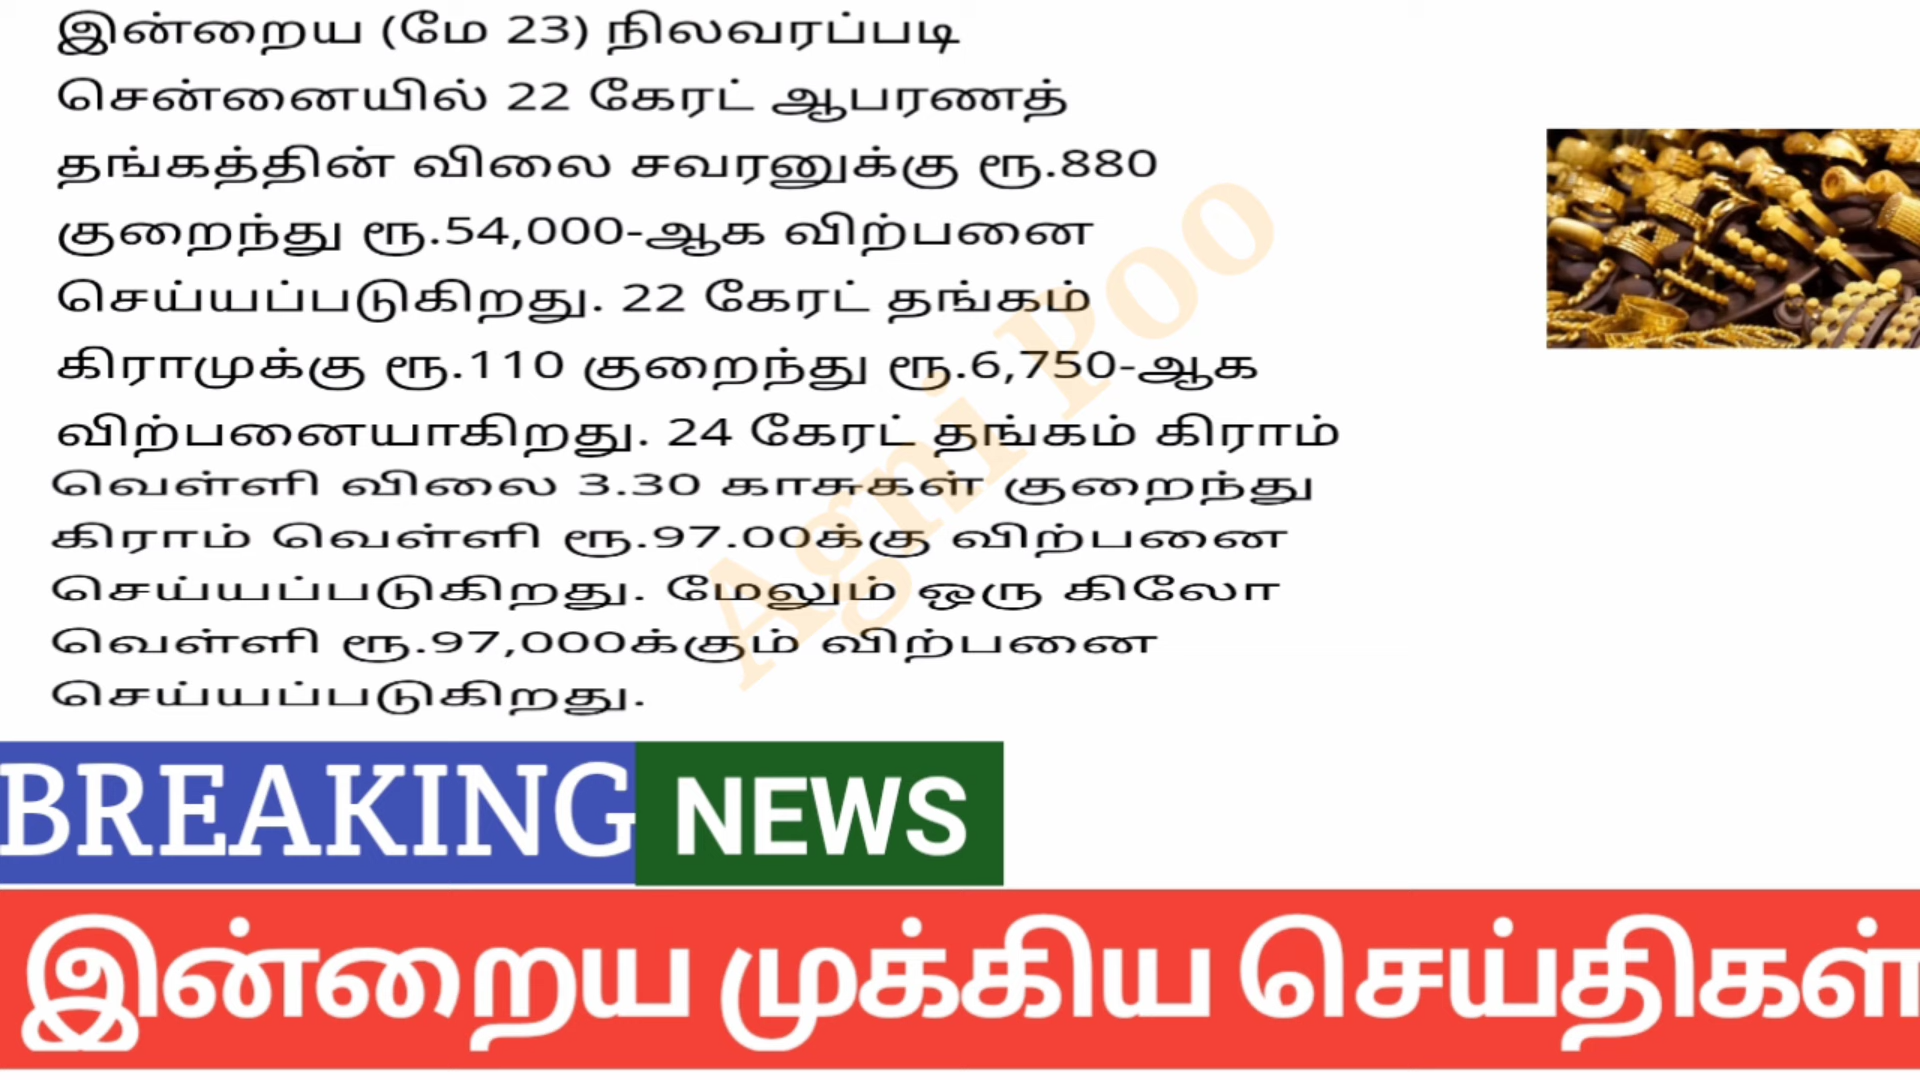 இன்றைய (மே 23) நிலவரப்படி
சென்னையில் 22 கேரட் ஆபரணத்
தங்கத்தின் விலை சவரனுக்கு ரூ.880
குறைந்து ரூ.54,000-ஆக விற்பனை
செய்யப்படுகிறது. 22 கேரட் தங்கம்
கிராமுக்கு ரூ.110 குறைந்து ரூ.6,750-ஆக
விற்பனையாகிறது. 24 கேரட் தங்கம் கிராம்
வெள்ளி விலை 3.30 காசுகள் குறைந்து
கிராம் வெள்ளி ரூ.97.00க்கு விற்பனை
செய்யப்படுகிறது. மேலும் ஒரு கிலோ
வெள்ளி ரூ.97,000க்கும் விற்பனை
செய்யப்படுகிறது.
Agni Poo
BREAKING NEWS
இன்றைய முக்கிய செய்திகள்